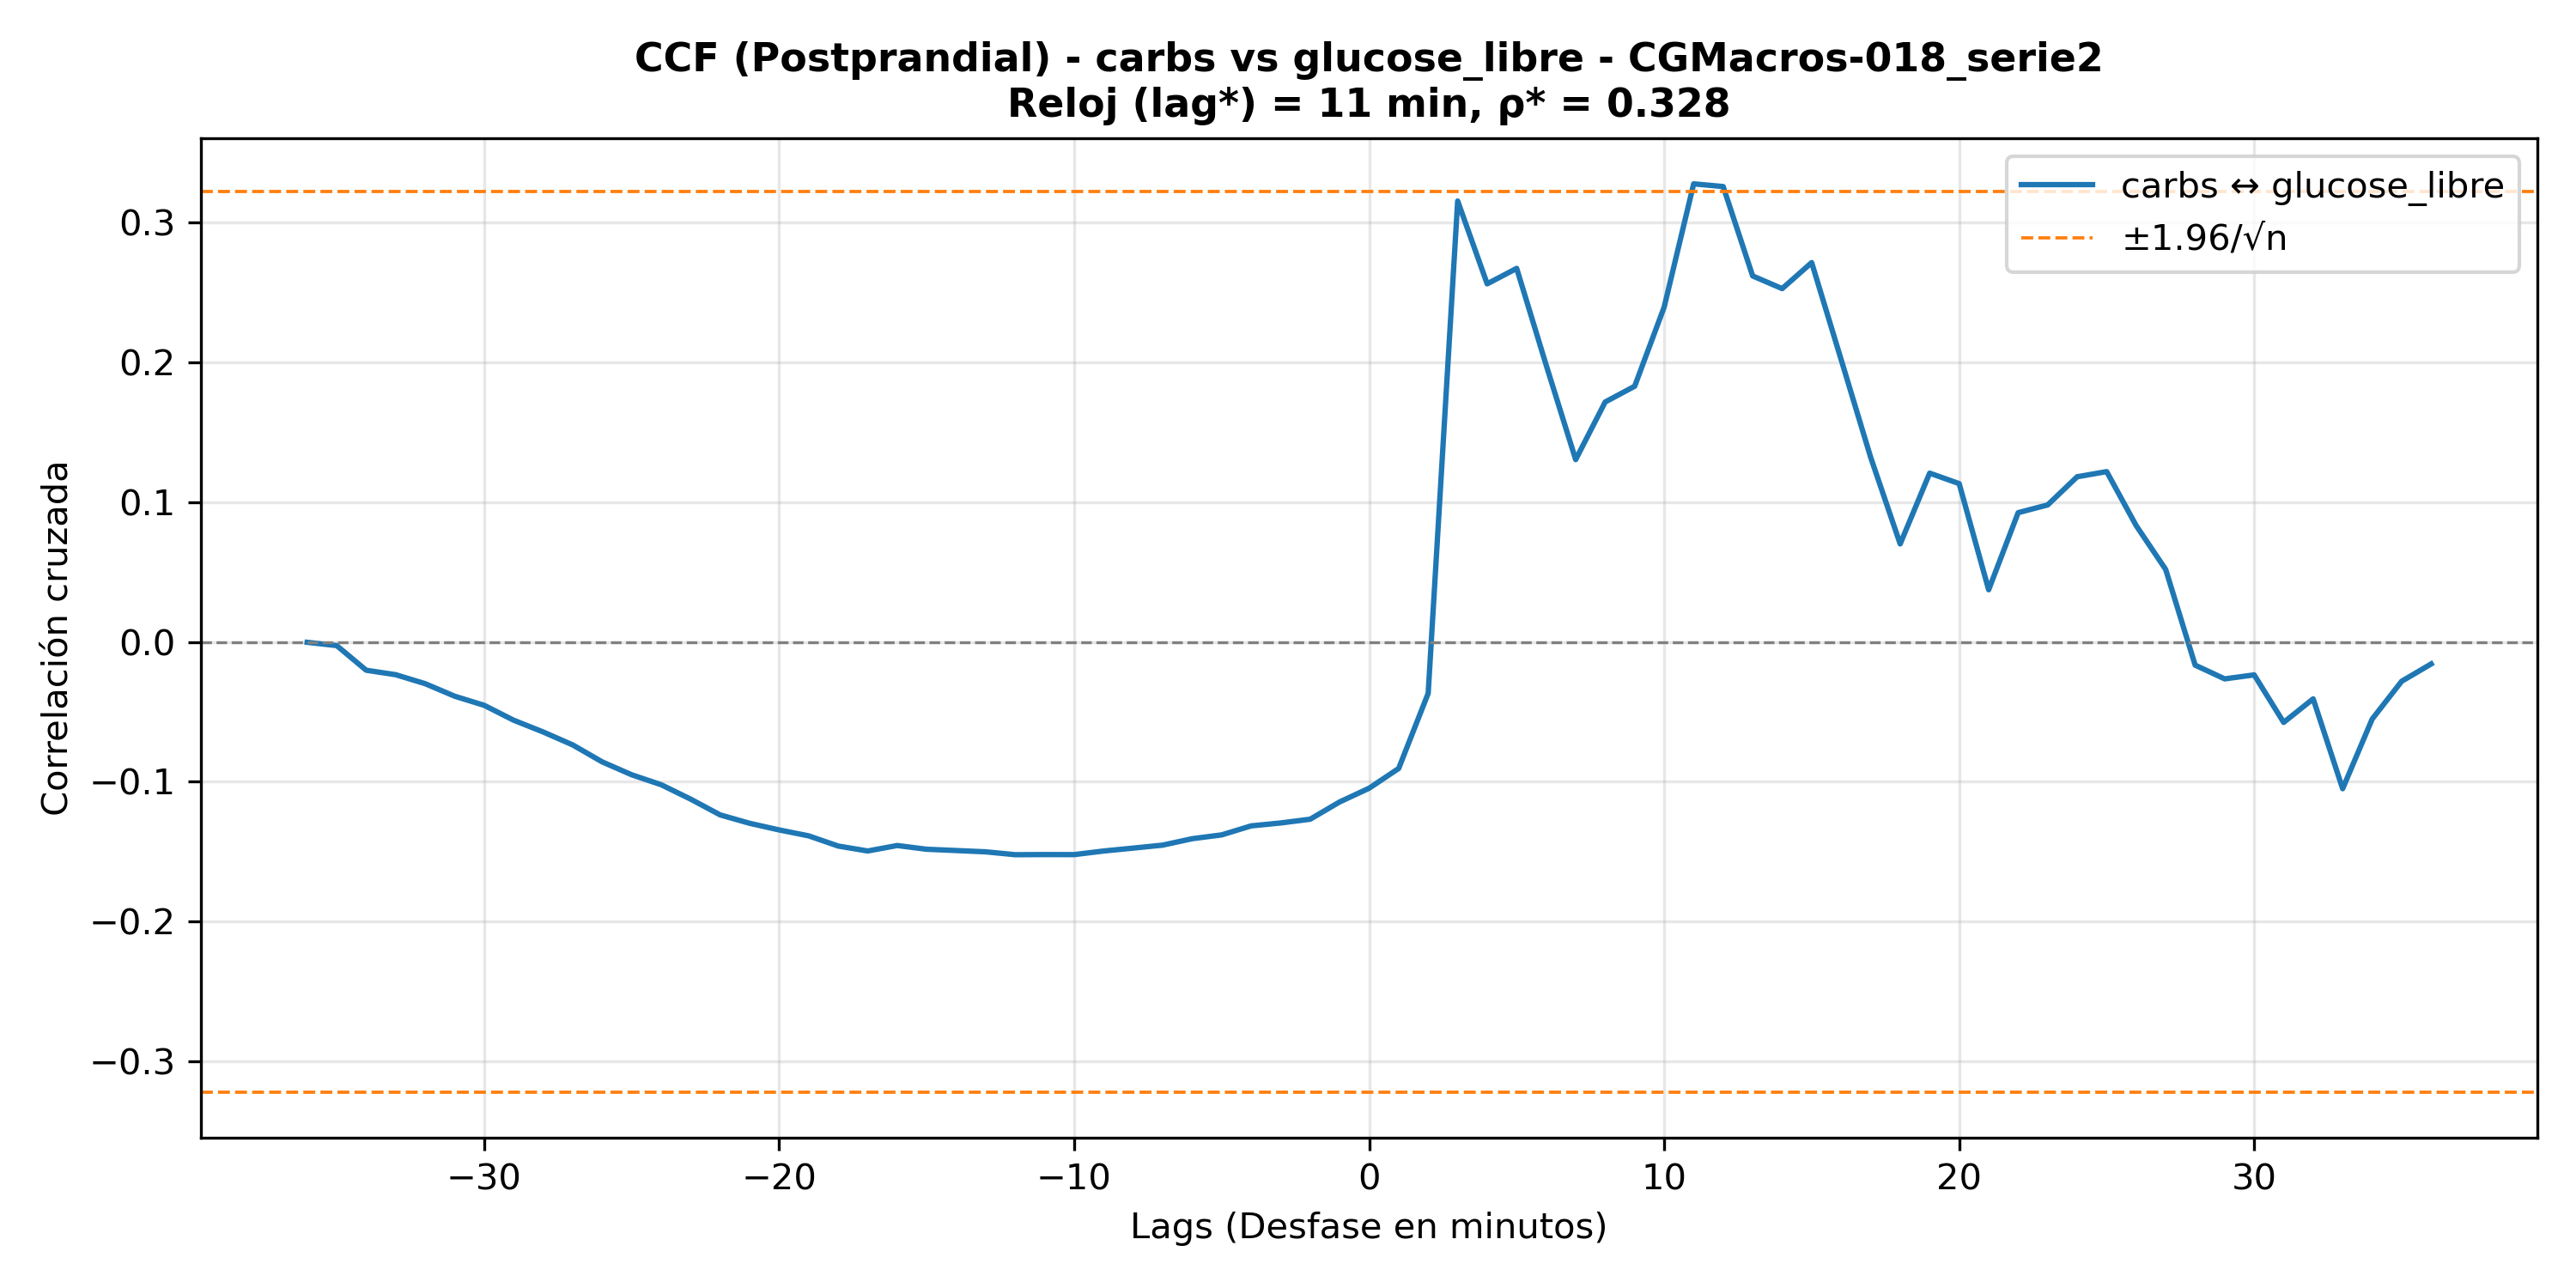 CCF (Postprandial) - carbs vs glucose_libre - CGMacros-018_serie2
Reloj (lag*) = 11 min, ρ* = 0.328
carbs ↔ glucose_libre
±1.96/√n
Correlación cruzada
0.3
0.2
0.1
0.0
−0.1
−0.2
−0.3
−30
−20
−10
0
10
20
30
Lags (Desfase en minutos)